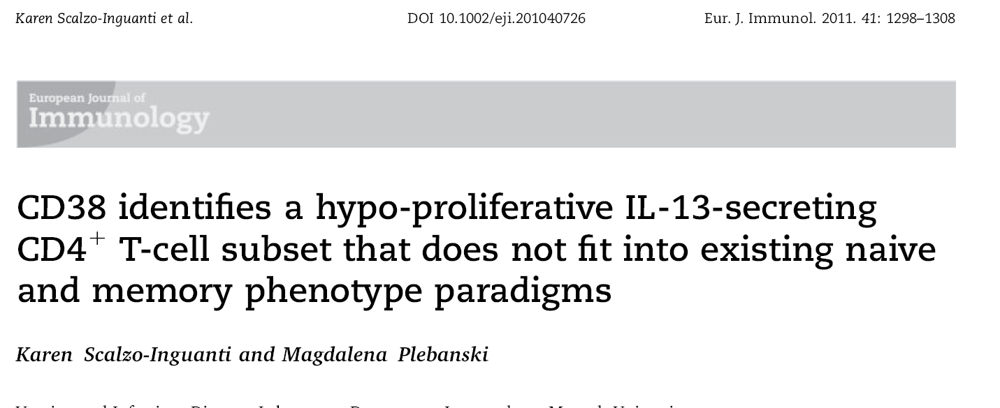 Karen Scalzo-Inguanti et al. DOI 10.1002/eji.201040726 Eur. J. Immunol. 2011. 41: 1298–1308
European Journal of
Immunology
CD38 identifies a hypo-proliferative IL-13-secreting
CD4⁺ T-cell subset that does not fit into existing naive
and memory phenotype paradigms
Karen Scalzo-Inguanti and Magdalena Plebanski